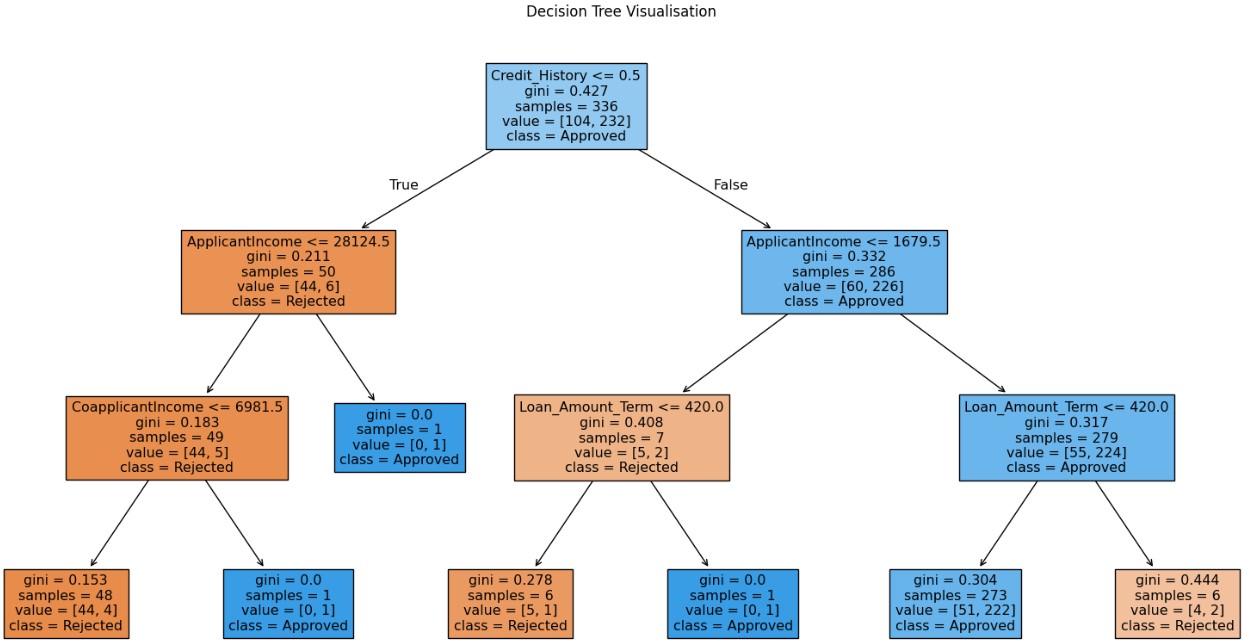 Decision Tree Visualisation
Credit_History <= 0.5
gini = 0.427
samples = 336
value = [104, 232]
class = Approved
True
False
ApplicantIncome <= 28124.5
gini = 0.211
samples = 50
value = [44, 6]
class = Rejected
ApplicantIncome <= 1679.5
gini = 0.332
samples = 286
value = [60, 226]
class = Approved
CoapplicantIncome <= 6981.5
gini = 0.183
samples = 49
value = [44, 5]
class = Rejected
gini = 0.0
samples = 1
value = [0, 1]
class = Approved
Loan_Amount_Term <= 420.0
gini = 0.408
samples = 7
value = [5, 2]
class = Rejected
Loan_Amount_Term <= 420.0
gini = 0.317
samples = 279
value = [55, 224]
class = Approved
gini = 0.153
samples = 48
value = [44, 4]
class = Rejected
gini = 0.0
samples = 1
value = [0, 1]
class = Approved
gini = 0.278
samples = 6
value = [5, 1]
class = Rejected
gini = 0.0
samples = 1
value = [0, 1]
class = Approved
gini = 0.304
samples = 273
value = [51, 222]
class = Approved
gini = 0.444
samples = 6
value = [4, 2]
class = Rejected